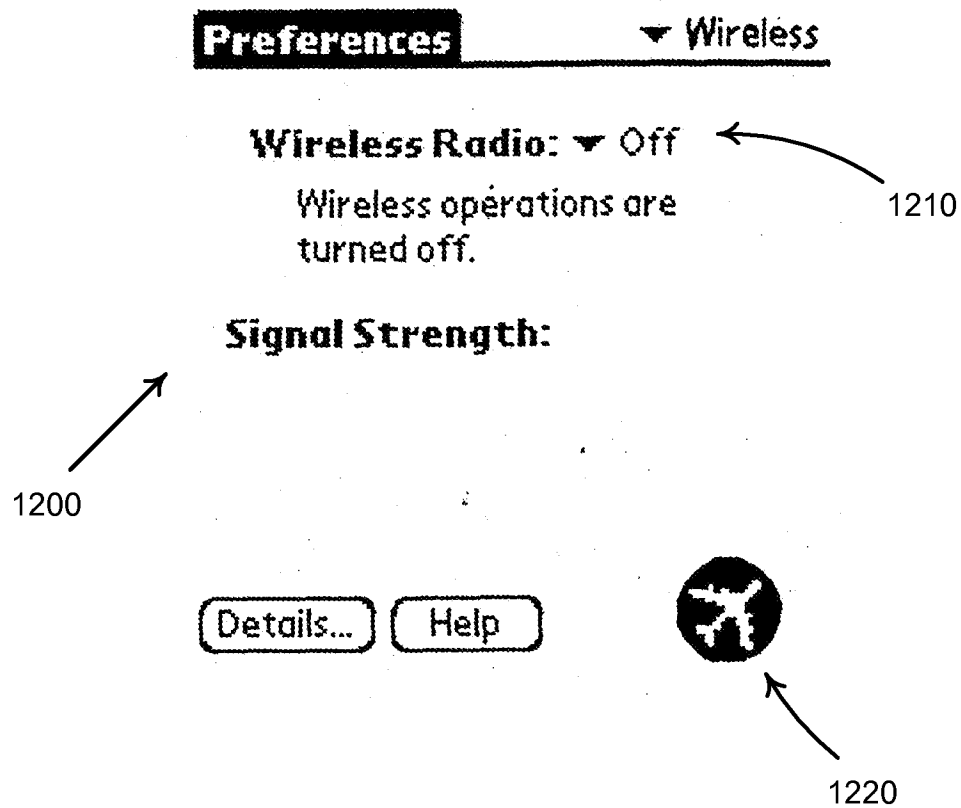 Preferences ▼ Wireless
Wireless Radio: ▼ Off
1210
Wireless operations are
turned off.
Signal Strength:
1200
Details... Help
1220